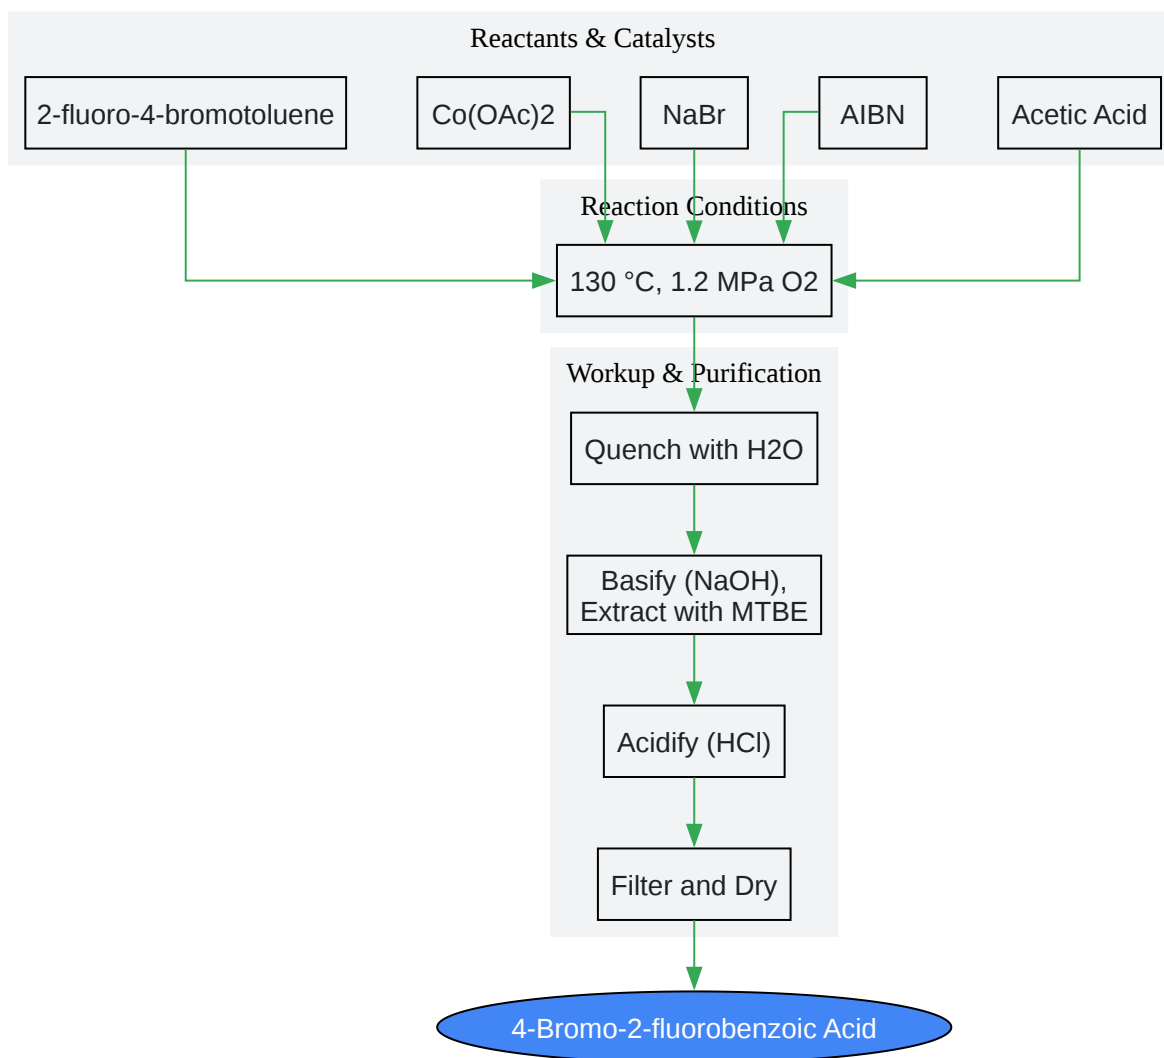 Reactants & Catalysts
2-fluoro-4-bromotoluene
Co(OAc)2
NaBr
AIBN
Acetic Acid
Reaction Conditions
130 °C, 1.2 MPa O2
Workup & Purification
Quench with H2O
Basify (NaOH),
Extract with MTBE
Acidify (HCl)
Filter and Dry
4-Bromo-2-fluorobenzoic Acid